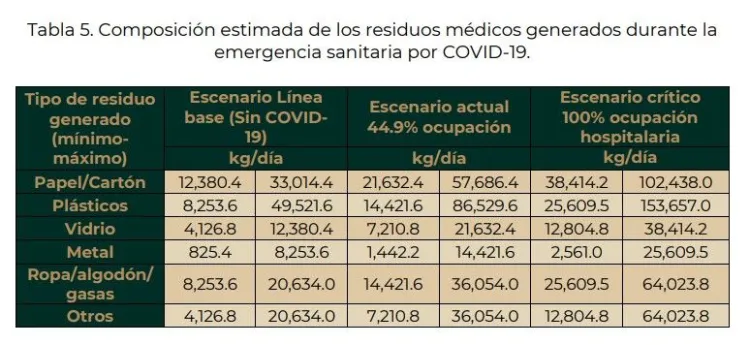 Tabla 5. Composición estimada de los residuos médicos generados durante la
emergencia sanitaria por COVID-19.
Tipo de residuo generado (mínimo-máximo) Escenario Línea base (Sin COVID-19) Escenario actual 44.9% ocupación Escenario crítico 100% ocupación hospitalaria
kg/día kg/día kg/día
Papel/Cartón 12,380.4 33,014.4 21,632.4 57,686.4 38,414.2 102,438.0
Plásticos 8,253.6 49,521.6 14,421.6 86,529.6 25,609.5 153,657.0
Vidrio 4,126.8 12,380.4 7,210.8 21,632.4 12,804.8 38,414.2
Metal 825.4 8,253.6 1,442.2 14,421.6 2,561.0 25,609.5
Ropa/algodón/gasas 8,253.6 20,634.0 14,421.6 36,054.0 25,609.5 64,023.8
Otros 4,126.8 20,634.0 7,210.8 36,054.0 12,804.8 64,023.8